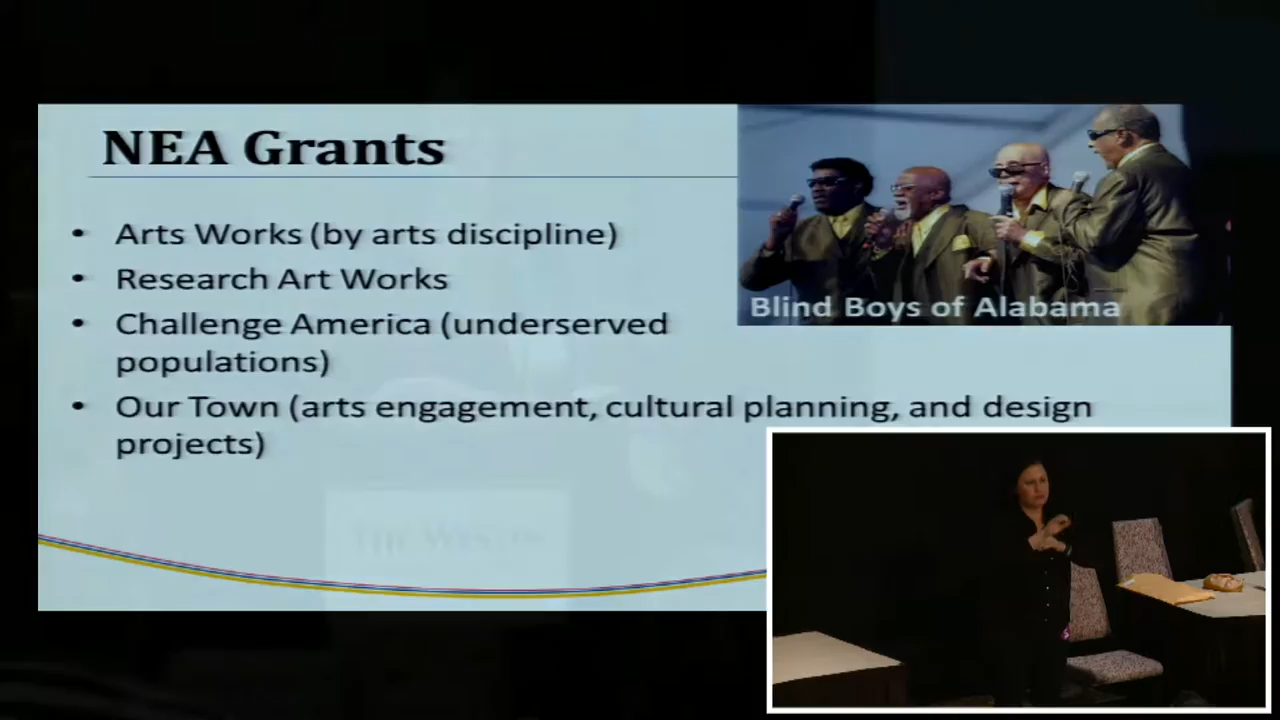 NEA Grants
• Arts Works (by arts discipline)
• Research Art Works
• Challenge America (underserved
populations)
• Our Town (arts engagement, cultural planning, and design
projects)
Blind Boys of Alabama